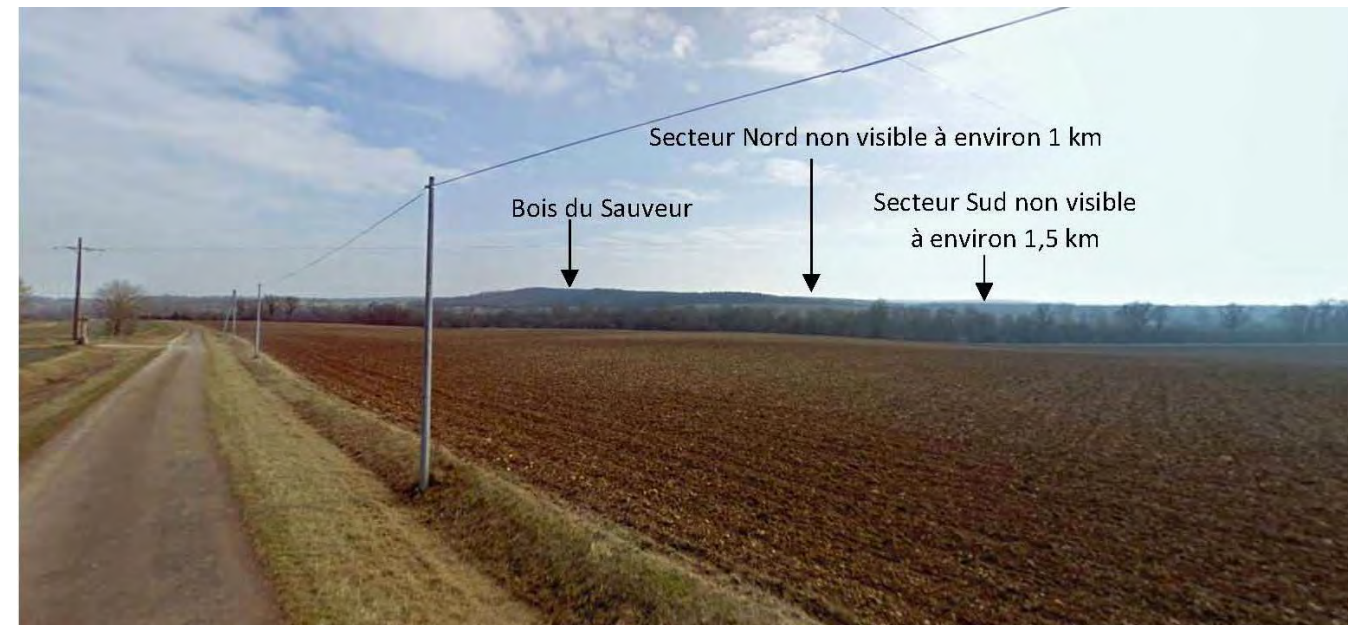 Secteur Nord non visible à environ 1 km
Bois du Sauveur
Secteur Sud non visible
à environ 1,5 km